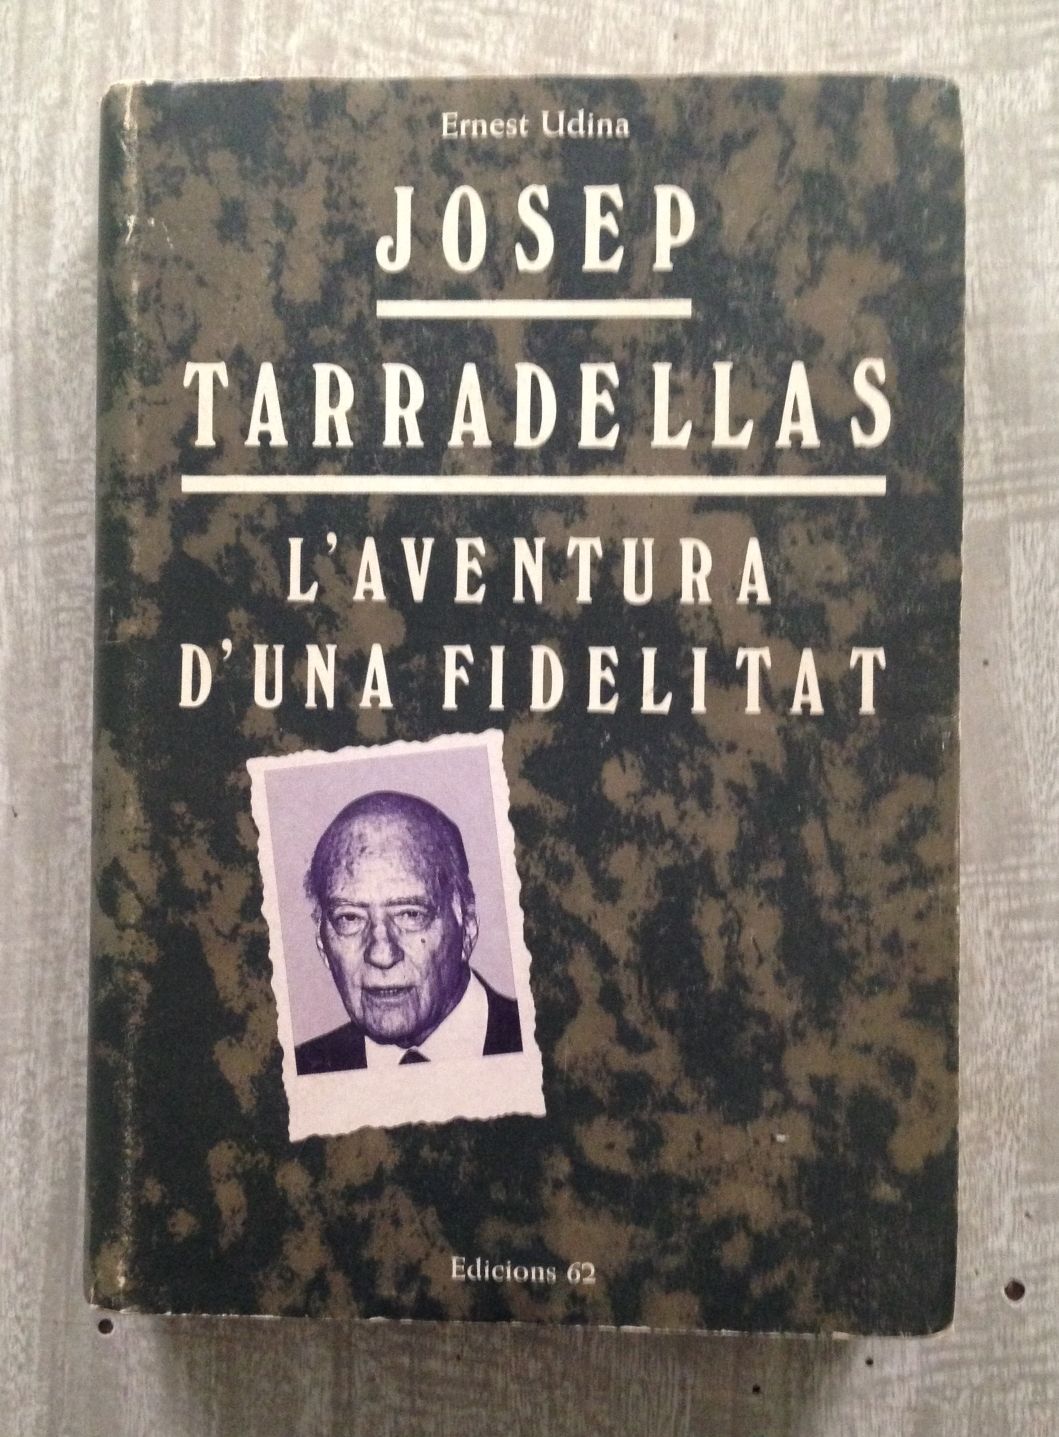 Ernest Udina
JOSEP
TARRADELLAS
L'AVENTURA
D'UNA FIDELITAT
Edicions 62